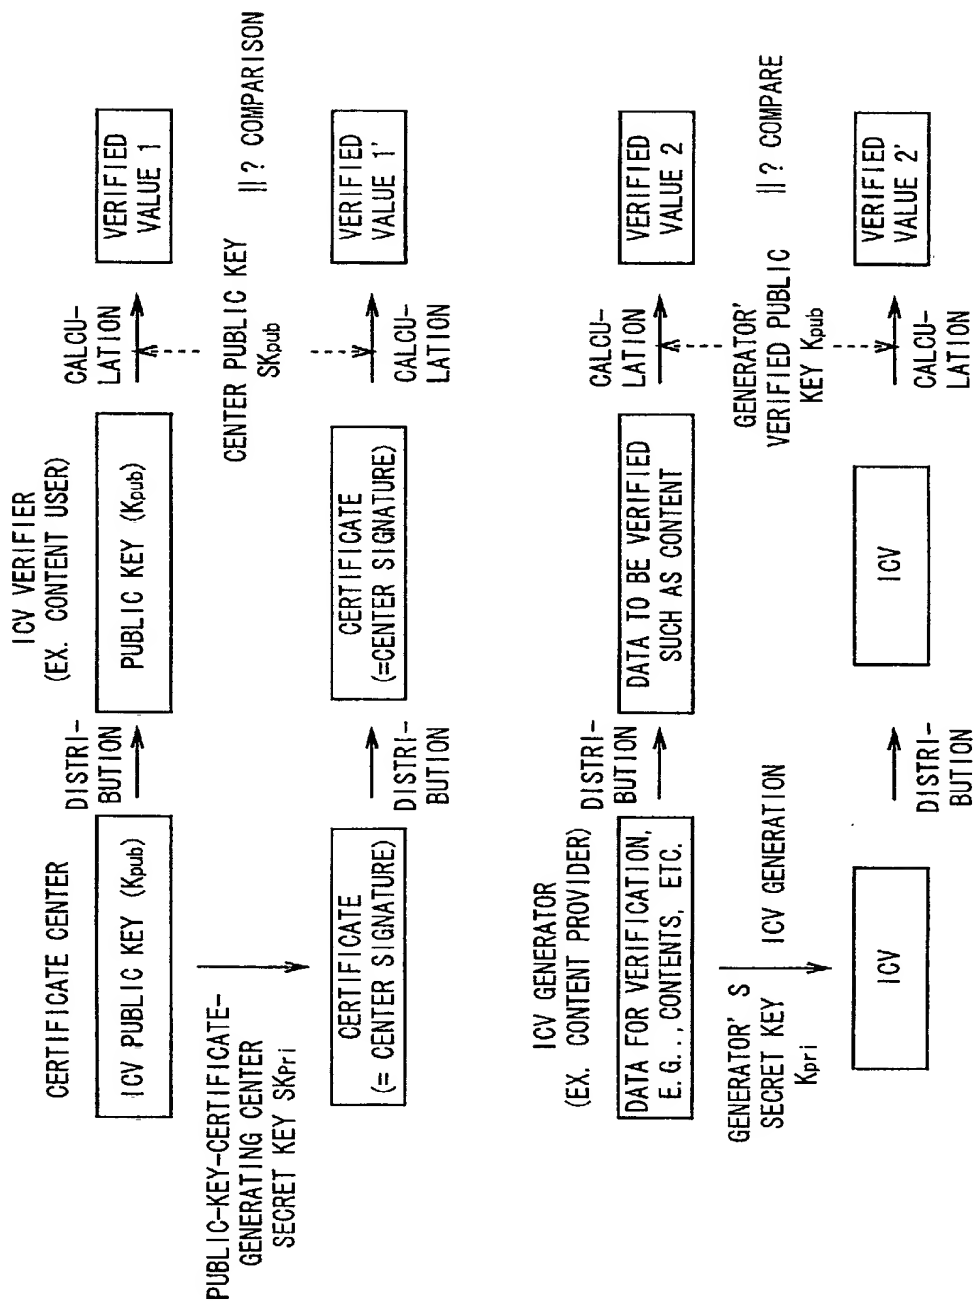 CERTIFICATE CENTER
ICV PUBLIC KEY (Kpub)
PUBLIC-KEY-CERTIFICATE-
GENERATING CENTER
SECRET KEY SKPri
CERTIFICATE
(= CENTER SIGNATURE)
DISTRI-
BUTION
DISTRI-
BUTION
ICV VERIFIER
(EX. CONTENT USER)
PUBLIC KEY (Kpub)
CERTIFICATE
(=CENTER SIGNATURE)
CALCU-
LATION
CENTER PUBLIC KEY
SKpub
CALCU-
LATION
VERIFIED
VALUE 1
||? COMPARISON
VERIFIED
VALUE 1'
ICV GENERATOR
(EX. CONTENT PROVIDER)
DATA FOR VERIFICATION,
E.G.,.CONTENTS, ETC.
GENERATOR' S
SECRET KEY
Kpri
ICV GENERATION
ICV
DISTRI-
BUTION
DISTRI-
BUTION
DATA TO BE VERIFIED
SUCH AS CONTENT
ICV
CALCU-
LATION
GENERATOR'
VERIFIED PUBLIC
KEY Kpub
CALCU-
LATION
VERIFIED
VALUE 2
||? COMPARE
VERIFIED
VALUE 2'